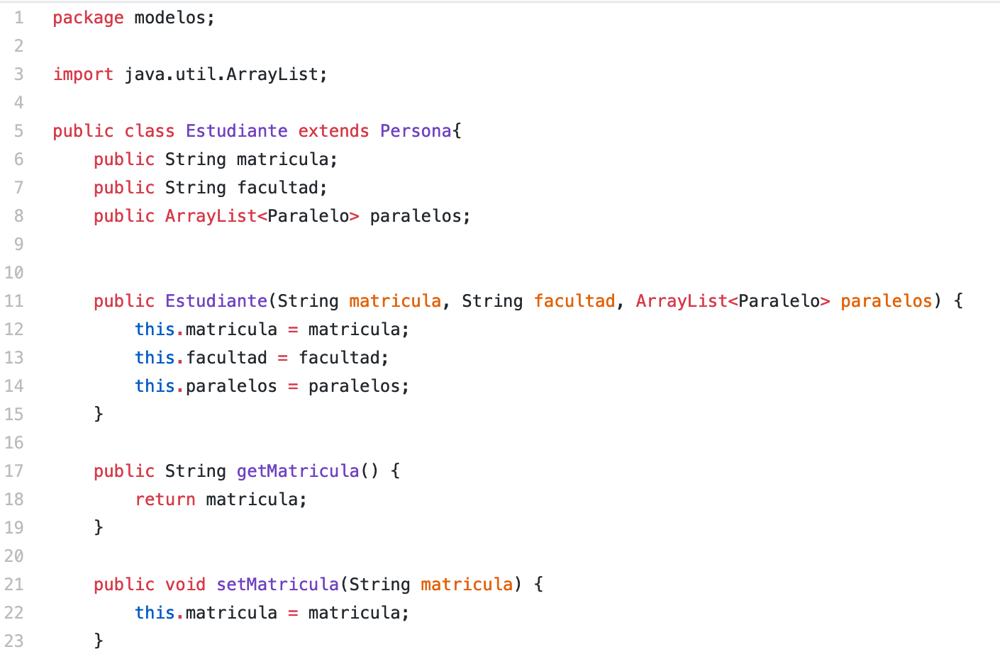 1 package modelos;
2
3 import java.util.ArrayList;
4
5 public class Estudiante extends Persona{
6     public String matricula;
7     public String facultad;
8     public ArrayList<Paralelo> paralelos;
9
10
11     public Estudiante(String matricula, String facultad, ArrayList<Paralelo> paralelos) {
12         this.matricula = matricula;
13         this.facultad = facultad;
14         this.paralelos = paralelos;
15     }
16
17     public String getMatricula() {
18         return matricula;
19     }
20
21     public void setMatricula(String matricula) {
22         this.matricula = matricula;
23     }